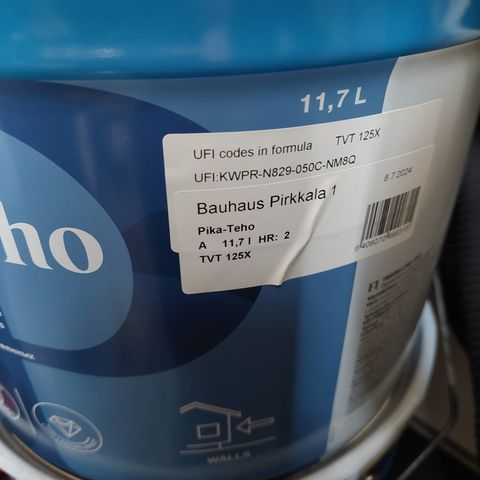 11,7 L
UFI codes in formula TVT 125X
UFI:KWPR-N829-050C-NM8Q
8.7.2024
Bauhaus Pirkkala 1
Pika-Teho
A 11,7 l HR: 2
TVT 125X
ho
FI
WALLS